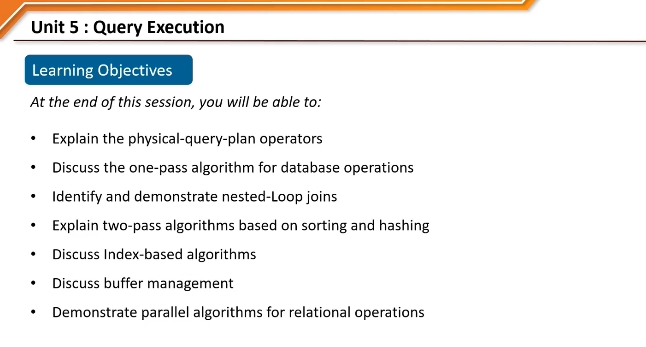 Unit 5 : Query Execution
Learning Objectives
At the end of this session, you will be able to:
• Explain the physical-query-plan operators
• Discuss the one-pass algorithm for database operations
• Identify and demonstrate nested-Loop joins
• Explain two-pass algorithms based on sorting and hashing
• Discuss Index-based algorithms
• Discuss buffer management
• Demonstrate parallel algorithms for relational operations